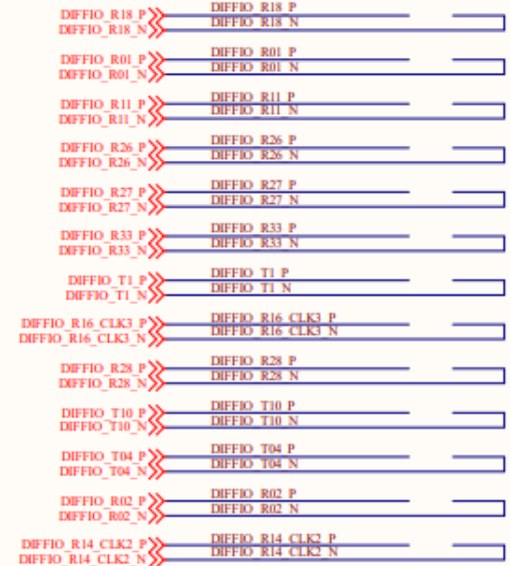 DIFFIO_R18_P DIFFIO_R18_P
DIFFIO_R18_N DIFFIO_R18_N
DIFFIO_R01_P DIFFIO_R01_P
DIFFIO_R01_N DIFFIO_R01_N
DIFFIO_R11_P DIFFIO_R11_P
DIFFIO_R11_N DIFFIO_R11_N
DIFFIO_R26_P DIFFIO_R26_P
DIFFIO_R26_N DIFFIO_R26_N
DIFFIO_R27_P DIFFIO_R27_P
DIFFIO_R27_N DIFFIO_R27_N
DIFFIO_R33_P DIFFIO_R33_P
DIFFIO_R33_N DIFFIO_R33_N
DIFFIO_T1_P DIFFIO_T1_P
DIFFIO_T1_N DIFFIO_T1_N
DIFFIO_R16_CLK3_P DIFFIO_R16_CLK3_P
DIFFIO_R16_CLK3_N DIFFIO_R16_CLK3_N
DIFFIO_R28_P DIFFIO_R28_P
DIFFIO_R28_N DIFFIO_R28_N
DIFFIO_T10_P DIFFIO_T10_P
DIFFIO_T10_N DIFFIO_T10_N
DIFFIO_T04_P DIFFIO_T04_P
DIFFIO_T04_N DIFFIO_T04_N
DIFFIO_R02_P DIFFIO_R02_P
DIFFIO_R02_N DIFFIO_R02_N
DIFFIO_R14_CLK2_P DIFFIO_R14_CLK2_P
DIFFIO_R14_CLK2_N DIFFIO_R14_CLK2_N